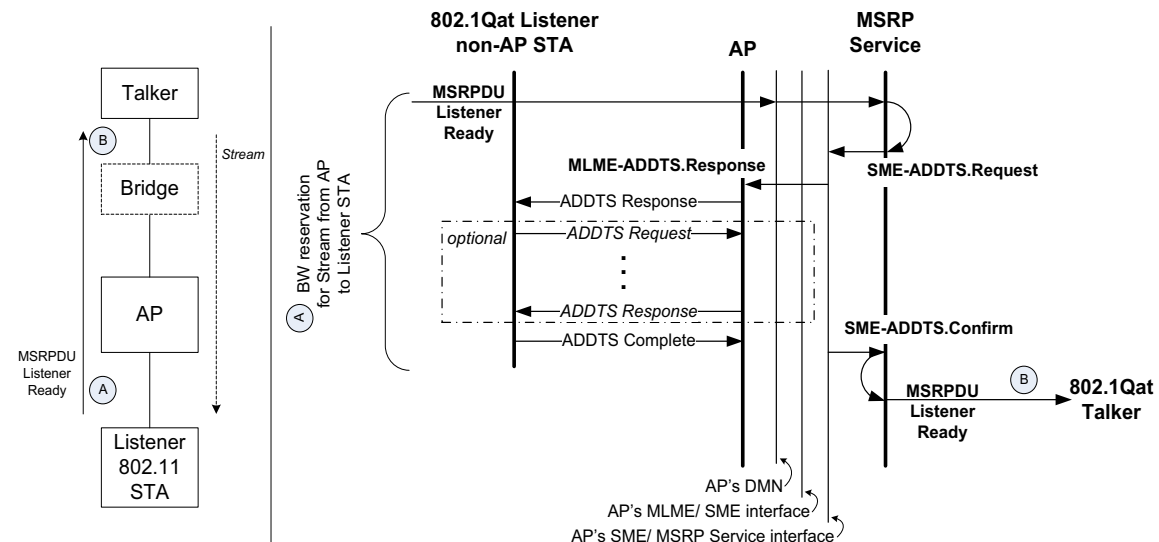 Talker
B
Stream
Bridge
AP
MSRPDU
Listener
Ready
A
Listener
802.11
STA
A
BW reservation
for Stream from AP
to Listener STA
802.1Qat Listener
non-AP STA
AP
MSRP
Service
MSRPDU
Listener
Ready
SME-ADDTS.Request
MLME-ADDTS.Response
ADDTS Response
optional
ADDTS Request
ADDTS Response
ADDTS Complete
SME-ADDTS.Confirm
MSRPDU
Listener
Ready
B
802.1Qat
Talker
AP's DMN
AP's MLME/ SME interface
AP's SME/ MSRP Service interface